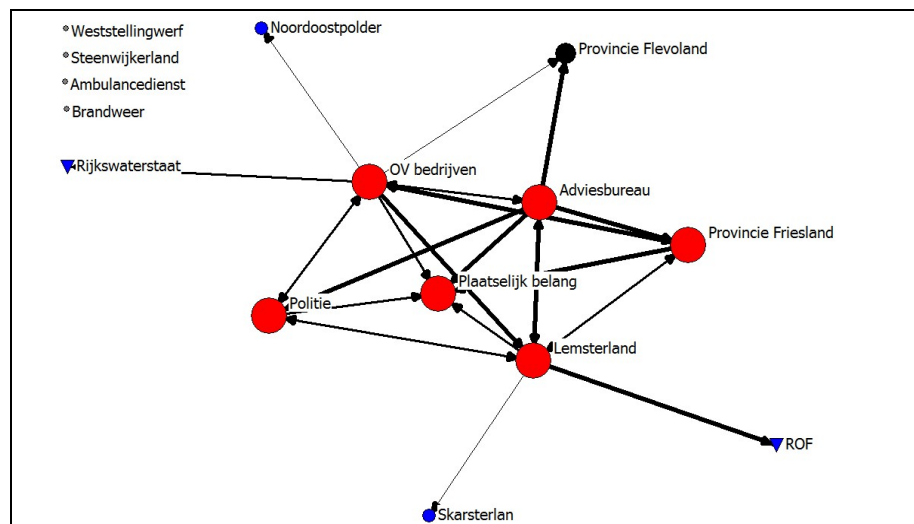 Noordoostpolder
Weststellingwerf
Provincie Flevoland
Steenwijkerland
Ambulancedienst
Brandweer
Rijkswaterstaat
OV bedrijven
Adviesbureau
Provincie Friesland
Plaatselijk belang
Politie
Lemsterland
ROF
Skarsterlan